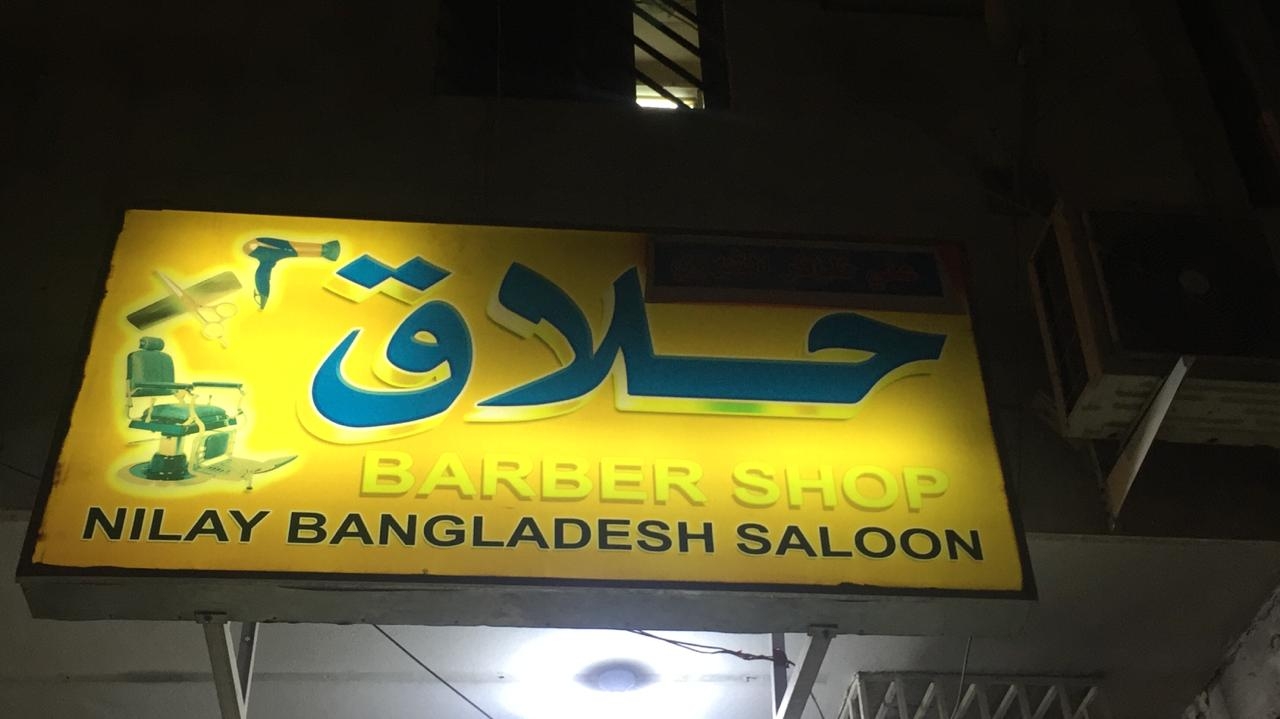 حلاق
BARBER SHOP
NILAY BANGLADESH SALOON